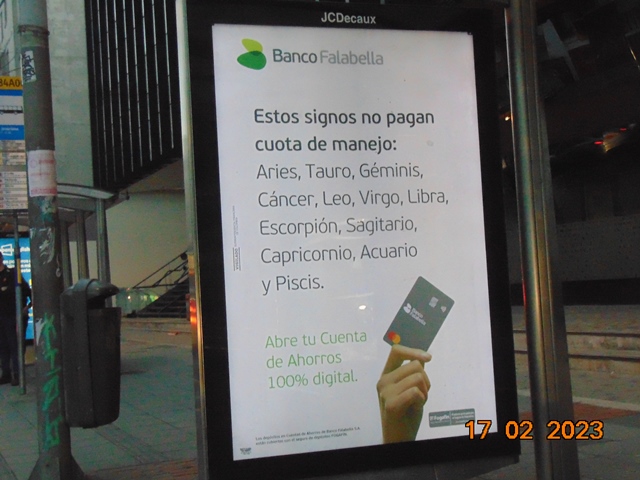 JCDecaux
Banco Falabella
Estos signos no pagan
cuota de manejo:
Aries, Tauro, Géminis,
Cáncer, Leo, Virgo, Libra,
Escorpión, Sagitario,
Capricornio, Acuario
y Piscis.
Abre tu Cuenta
de Ahorros
100% digital.
17 02 2023